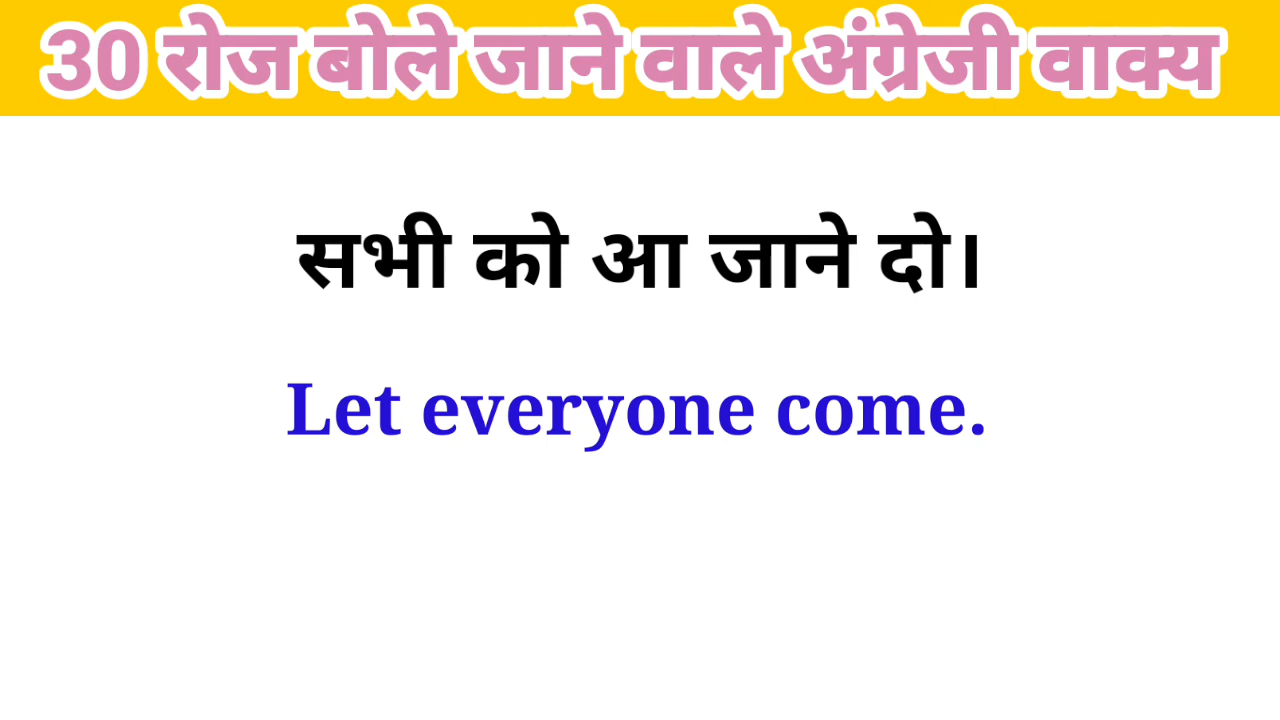 30 रोज बोले जाने वाले अंग्रेजी वाक्य
सभी को आ जाने दो।
Let everyone come.